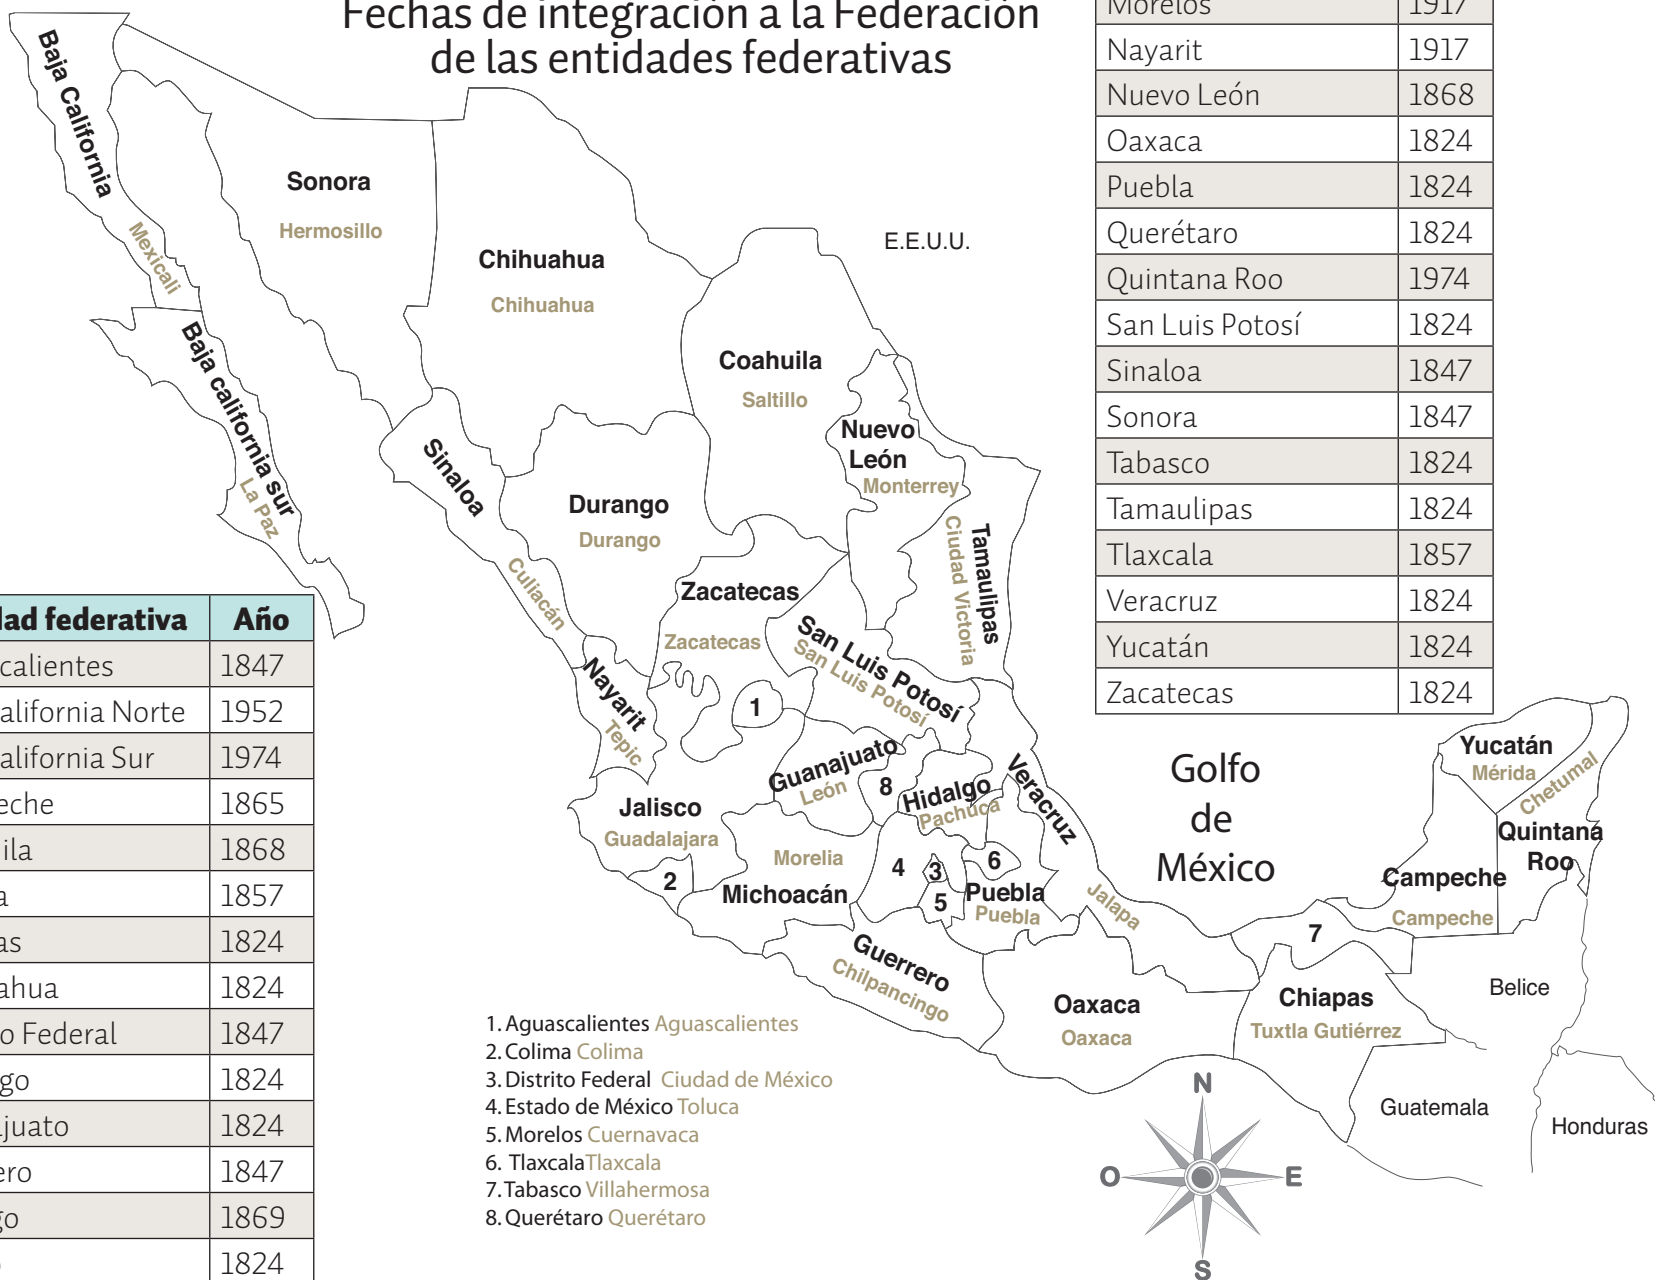 Fechas de integración a la Federación
de las entidades federativas
Morelos 1917
Nayarit 1917
Nuevo León 1868
Oaxaca 1824
Puebla 1824
Querétaro 1824
Quintana Roo 1974
San Luis Potosí 1824
Sinaloa 1847
Sonora 1847
Tabasco 1824
Tamaulipas 1824
Tlaxcala 1857
Veracruz 1824
Yucatán 1824
Zacatecas 1824
Baja California
Mexicali
Sonora
Hermosillo
Chihuahua
Chihuahua
E.E.U.U.
Coahuila
Saltillo
Baja california sur
La Paz
Nuevo
León
Monterrey
Sinaloa
Culiacán
Durango
Durango
Tamaulipas
Ciudad Victoria
Zacatecas
Zacatecas
San Luis Potosí
San Luis Potosí
Nayarit
Tepic
1
Guanajuato
León
8
Hidalgo
Pachuca
Veracruz
Jalapa
Jalisco
Guadalajara
2
Morelia
Michoacán
4
3
5
6
Puebla
Puebla
Guerrero
Chilpancingo
Oaxaca
Oaxaca
Golfo
de
México
Yucatán
Mérida
Chetumal
Quintana
Roo
Campeche
Campeche
7
Chiapas
Tuxtla Gutiérrez
Belice
Guatemala
Honduras
dad federativa Año
calientes 1847
alifornia Norte 1952
alifornia Sur 1974
eche 1865
ila 1868
a 1857
as 1824
ahua 1824
o Federal 1847
go 1824
juato 1824
ero 1847
go 1869
1824
1. Aguascalientes Aguascalientes
2. Colima Colima
3. Distrito Federal Ciudad de México
4. Estado de México Toluca
5. Morelos Cuernavaca
6. TlaxcalaTlaxcala
7. Tabasco Villahermosa
8. Querétaro Querétaro
N
O
E
S